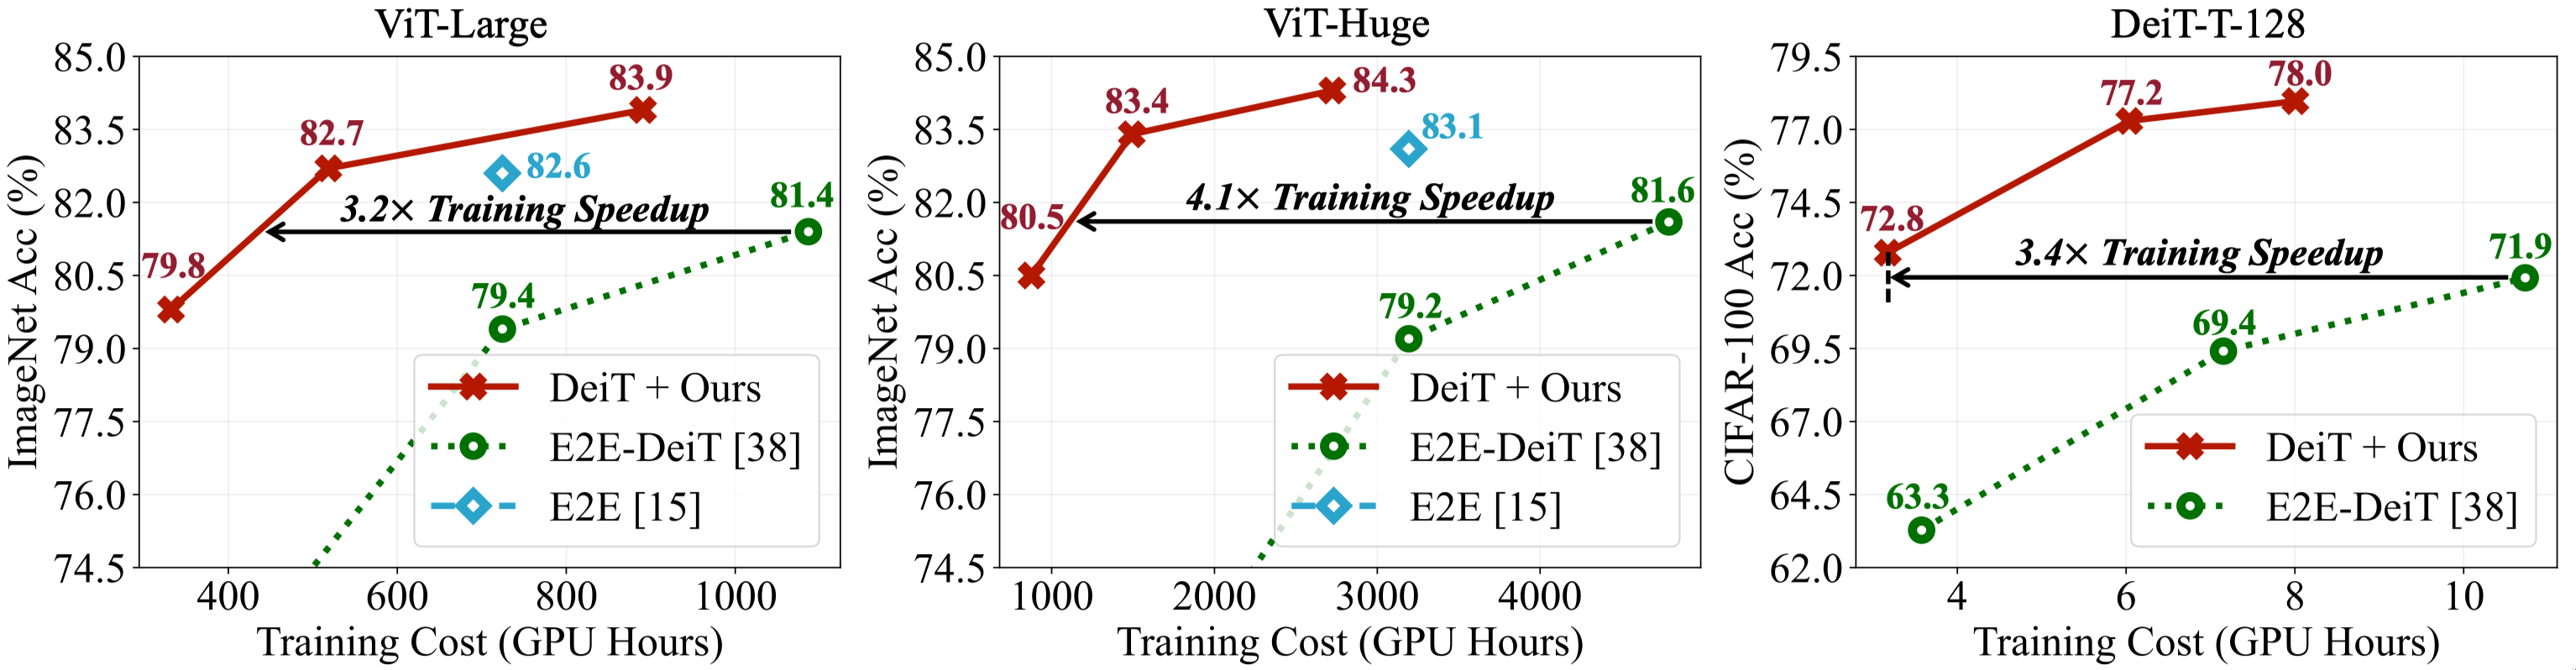 ViT-Large
85.0
83.5
82.0
80.5
79.0
77.5
76.0
74.5
ImageNet Acc (%)
83.9
82.7
82.6
3.2× Training Speedup
81.4
79.8
79.4
DeiT + Ours
E2E-DeiT [38]
E2E [15]
400 600 800 1000
Training Cost (GPU Hours)
ViT-Huge
85.0
83.5
82.0
80.5
79.0
77.5
76.0
74.5
ImageNet Acc (%)
84.3
83.4
83.1
4.1× Training Speedup
81.6
80.5
79.2
DeiT + Ours
E2E-DeiT [38]
E2E [15]
1000 2000 3000 4000
Training Cost (GPU Hours)
DeiT-T-128
79.5
77.0
74.5
72.0
69.5
67.0
64.5
62.0
CIFAR-100 Acc (%)
78.0
77.2
72.8
3.4× Training Speedup
71.9
69.4
63.3
DeiT + Ours
E2E-DeiT [38]
4 6 8 10
Training Cost (GPU Hours)